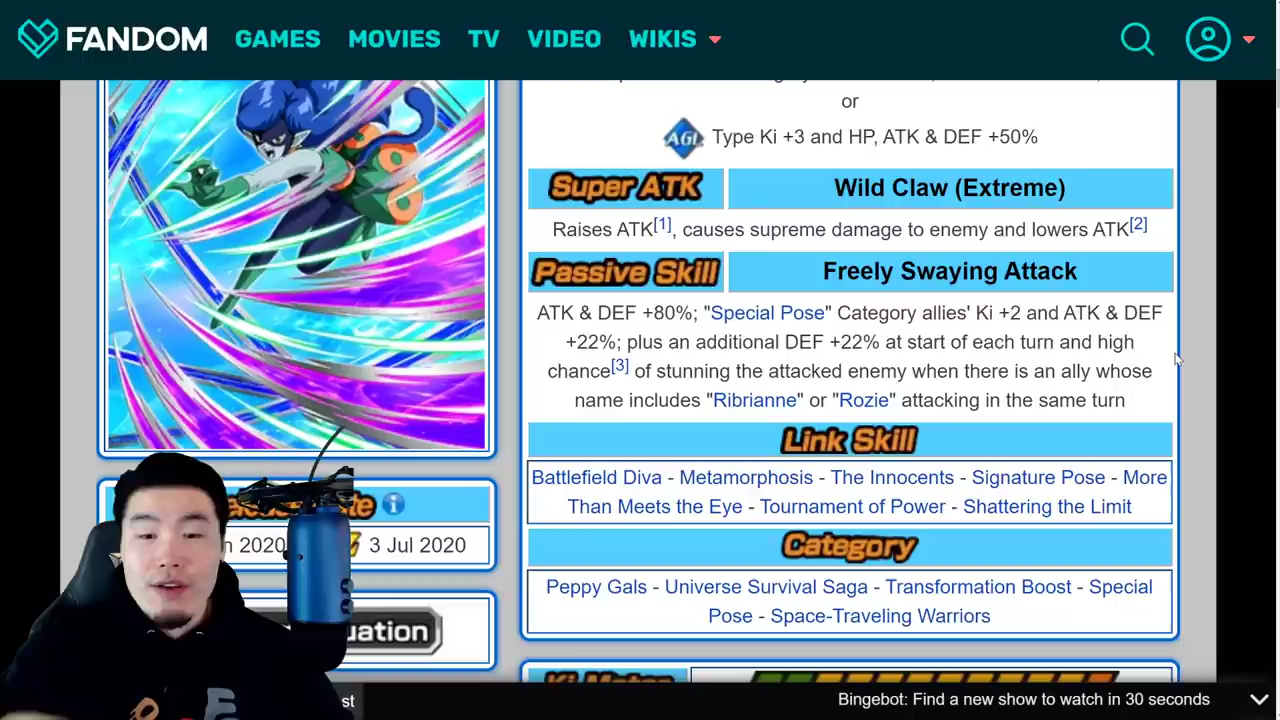 FANDOM GAMES MOVIES TV VIDEO WIKIS
or
AGL Type Ki +3 and HP, ATK & DEF +50%
Super ATK Wild Claw (Extreme)
Raises ATK[1], causes supreme damage to enemy and lowers ATK[2]
Passive Skill Freely Swaying Attack
ATK & DEF +80%; "Special Pose" Category allies' Ki +2 and ATK & DEF
+22%; plus an additional DEF +22% at start of each turn and high
chance[3] of stunning the attacked enemy when there is an ally whose
name includes "Ribrianne" or "Rozie" attacking in the same turn
Link Skill
Battlefield Diva - Metamorphosis - The Innocents - Signature Pose - More
Than Meets the Eye - Tournament of Power - Shattering the Limit
Category
Peppy Gals - Universe Survival Saga - Transformation Boost - Special
Pose - Space-Traveling Warriors
2020 3 Jul 2020
Ki Meter
Bingebot: Find a new show to watch in 30 seconds